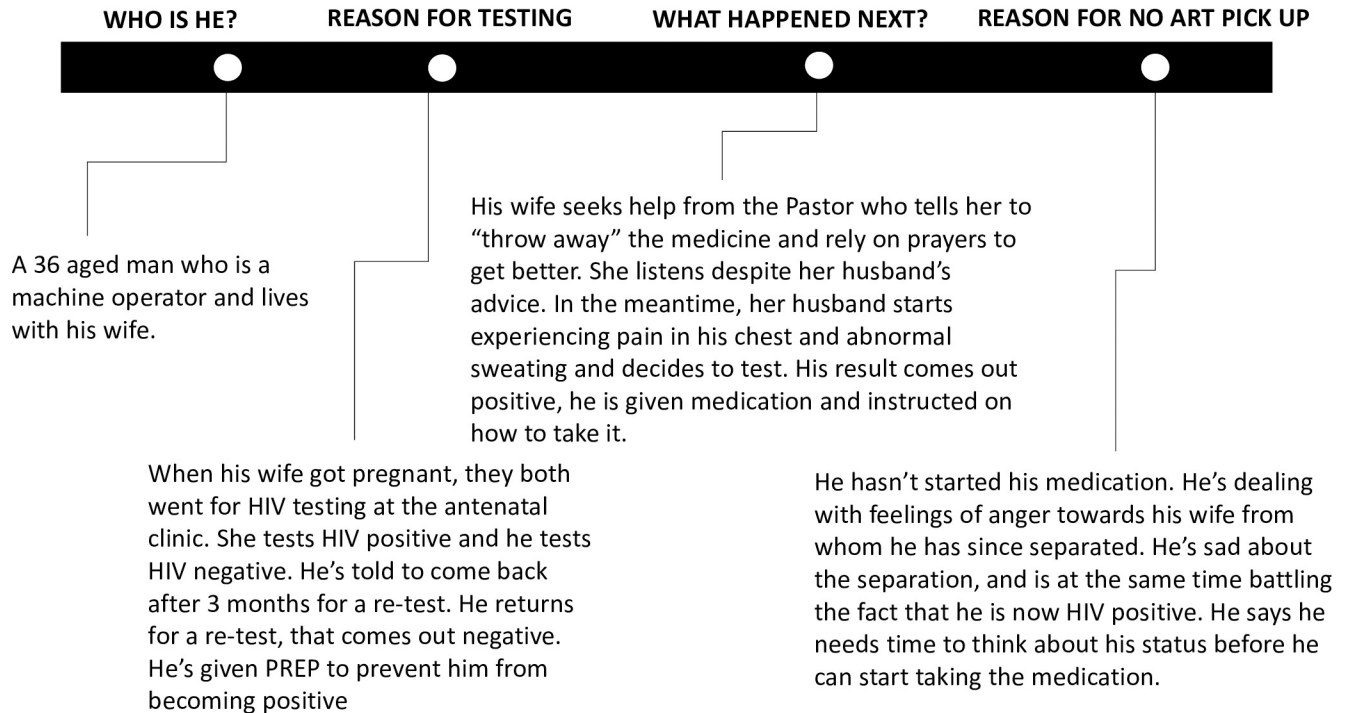 WHO IS HE?
REASON FOR TESTING
WHAT HAPPENED NEXT?
REASON FOR NO ART PICK UP
A 36 aged man who is a
machine operator and lives
with his wife.
When his wife got pregnant, they both
went for HIV testing at the antenatal
clinic. She tests HIV positive and he tests
HIV negative. He’s told to come back
after 3 months for a re-test. He returns
for a re-test, that comes out negative.
He’s given PREP to prevent him from
becoming positive
His wife seeks help from the Pastor who tells her to
“throw away” the medicine and rely on prayers to
get better. She listens despite her husband’s
advice. In the meantime, her husband starts
experiencing pain in his chest and abnormal
sweating and decides to test. His result comes out
positive, he is given medication and instructed on
how to take it.
He hasn’t started his medication. He’s dealing
with feelings of anger towards his wife from
whom he has since separated. He’s sad about
the separation, and is at the same time battling
the fact that he is now HIV positive. He says he
needs time to think about his status before he
can start taking the medication.